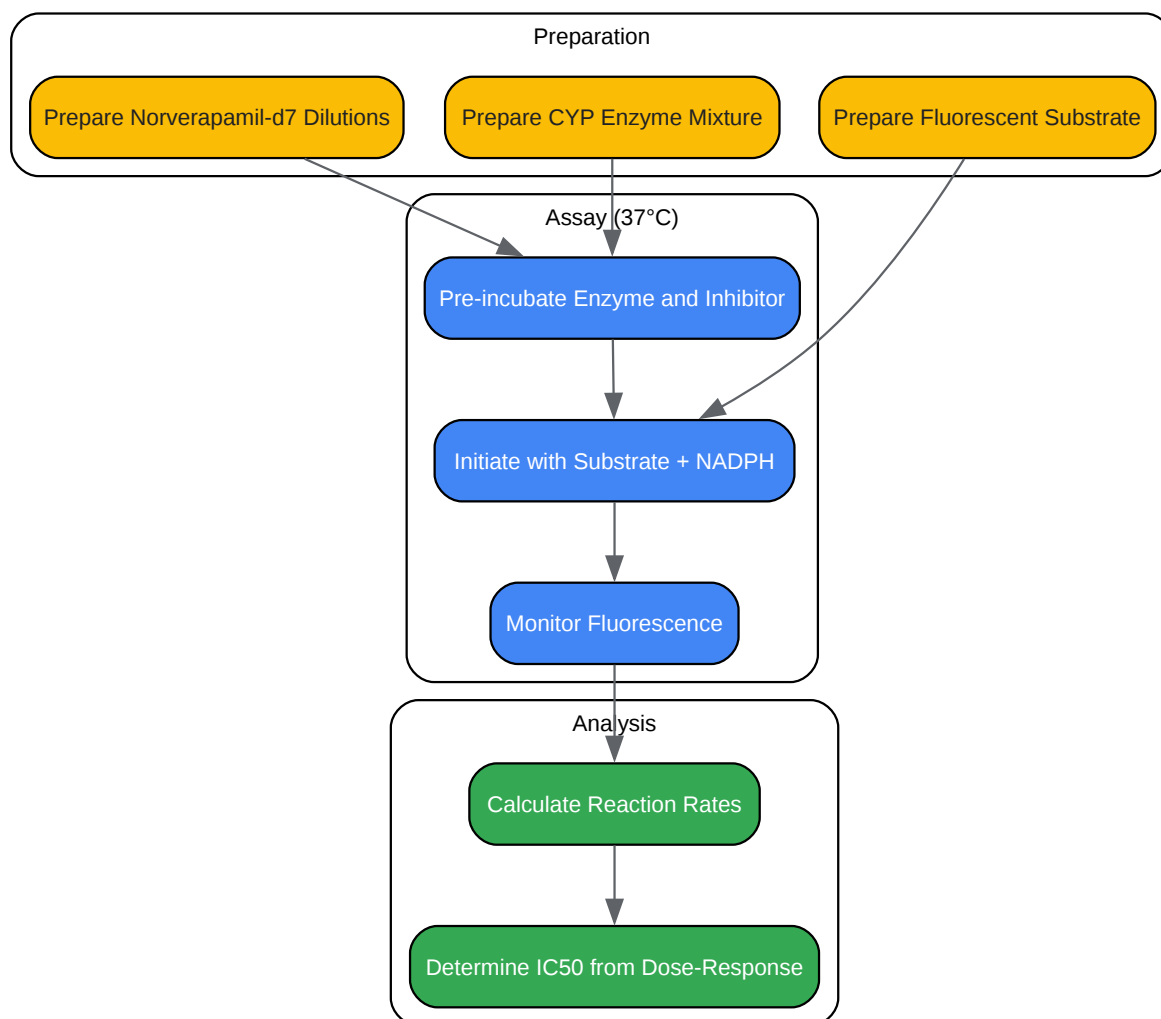 Preparation
Prepare Norverapamil-d7 Dilutions
Prepare CYP Enzyme Mixture
Prepare Fluorescent Substrate
Assay (37°C)
Pre-incubate Enzyme and Inhibitor
Initiate with Substrate + NADPH
Monitor Fluorescence
Analysis
Calculate Reaction Rates
Determine IC50 from Dose-Response